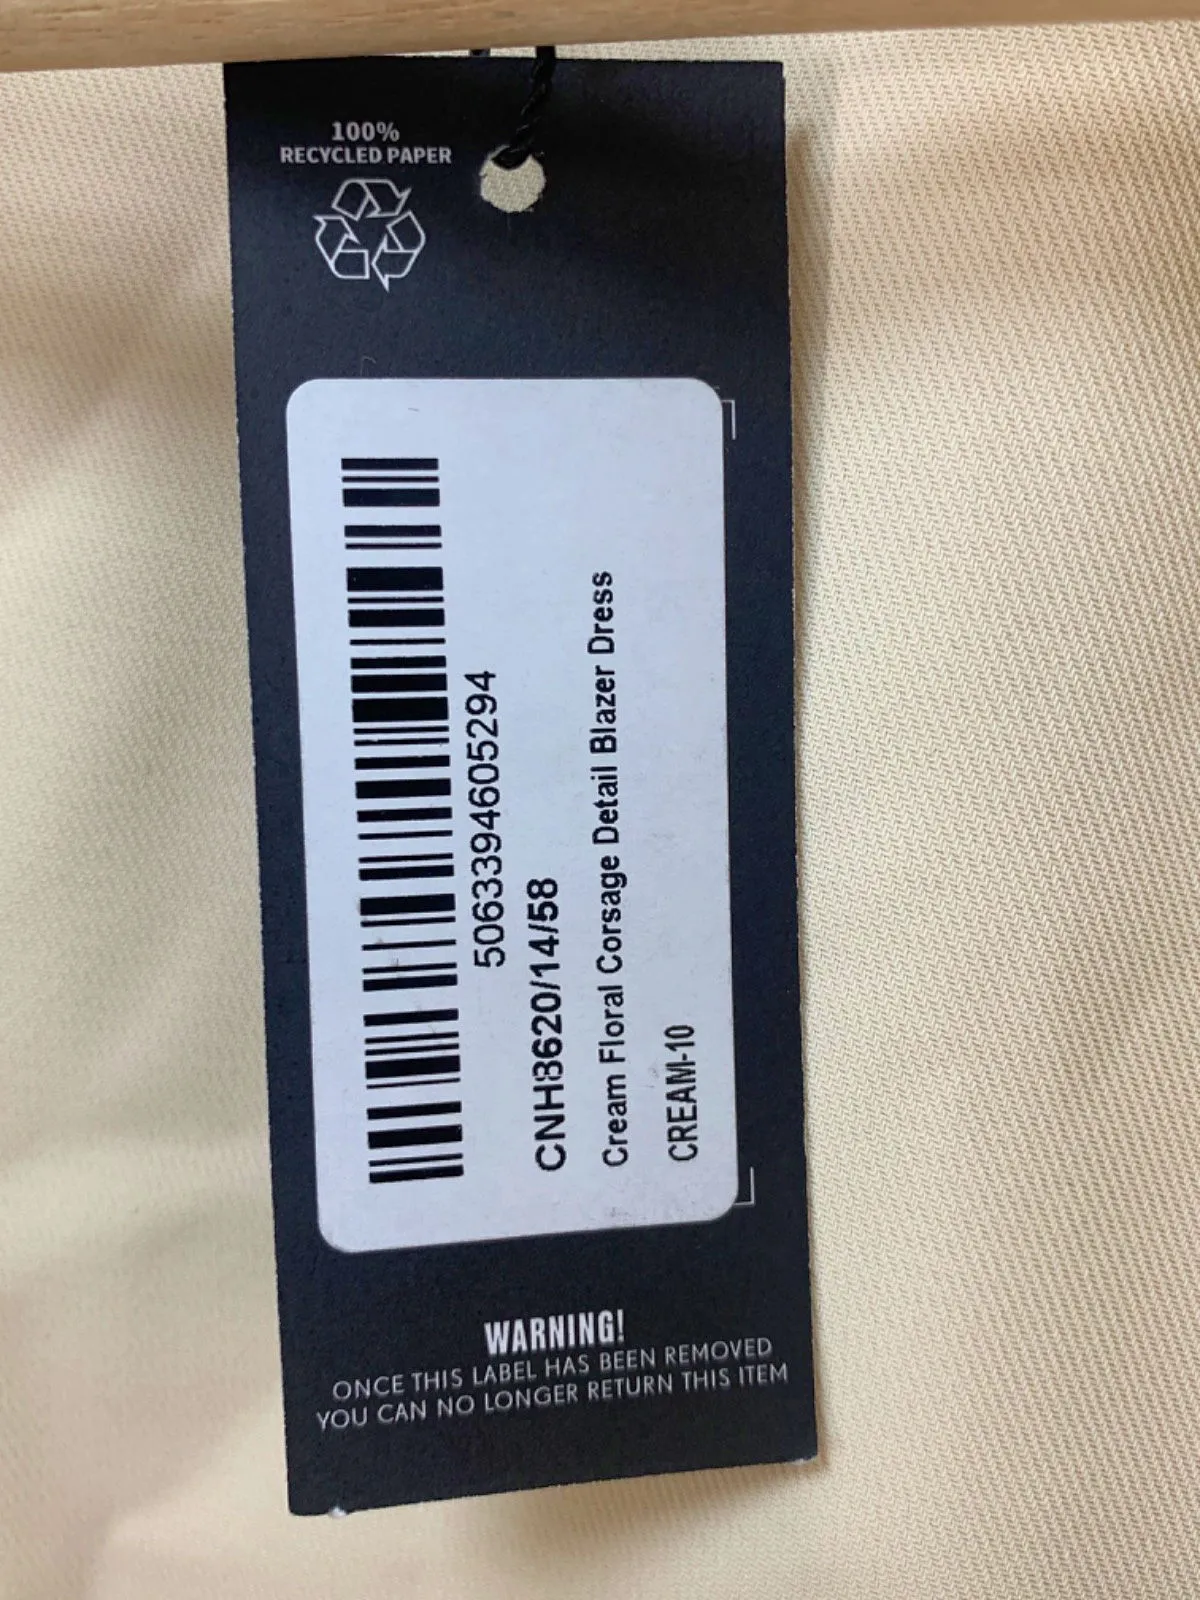 100%
RECYCLED PAPER
5063394605294
CNH8620/14/58
Cream Floral Corsage Detail Blazer Dress
CREAM-10
WARNING!
ONCE THIS LABEL HAS BEEN REMOVED
YOU CAN NO LONGER RETURN THIS ITEM